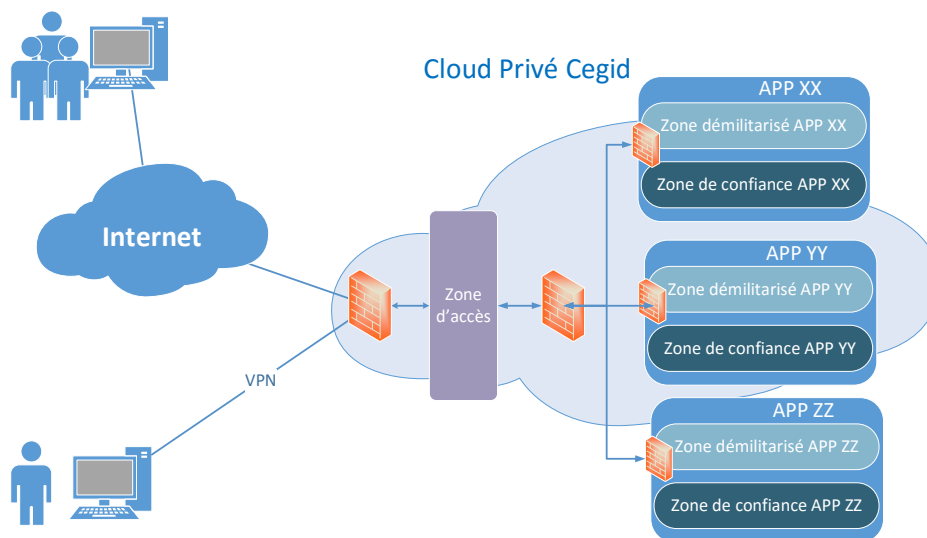 Cloud Privé Cegid
APP XX
Zone démilitarisé APP XX
Zone de confiance APP XX
Internet
APP YY
Zone démilitarisé APP YY
Zone de confiance APP YY
Zone
d'accès
VPN
APP ZZ
Zone démilitarisé APP ZZ
Zone de confiance APP ZZ